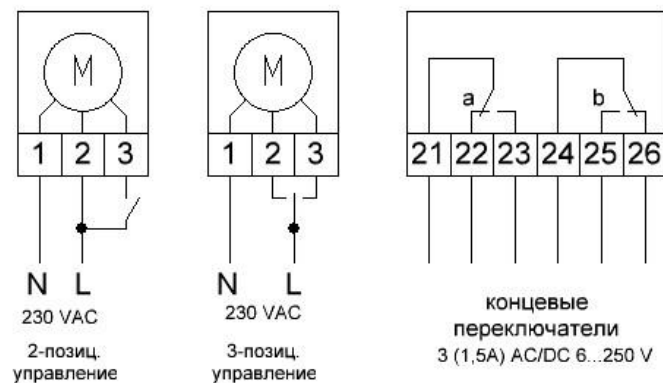 M
1 2 3
N L
230 VAC
2-позиц.
управление
M
1 2 3
N L
230 VAC
3-позиц.
управление
a b
21 22 23 24 25 26
концевые
переключатели
3 (1,5A) AC/DC 6...250 V